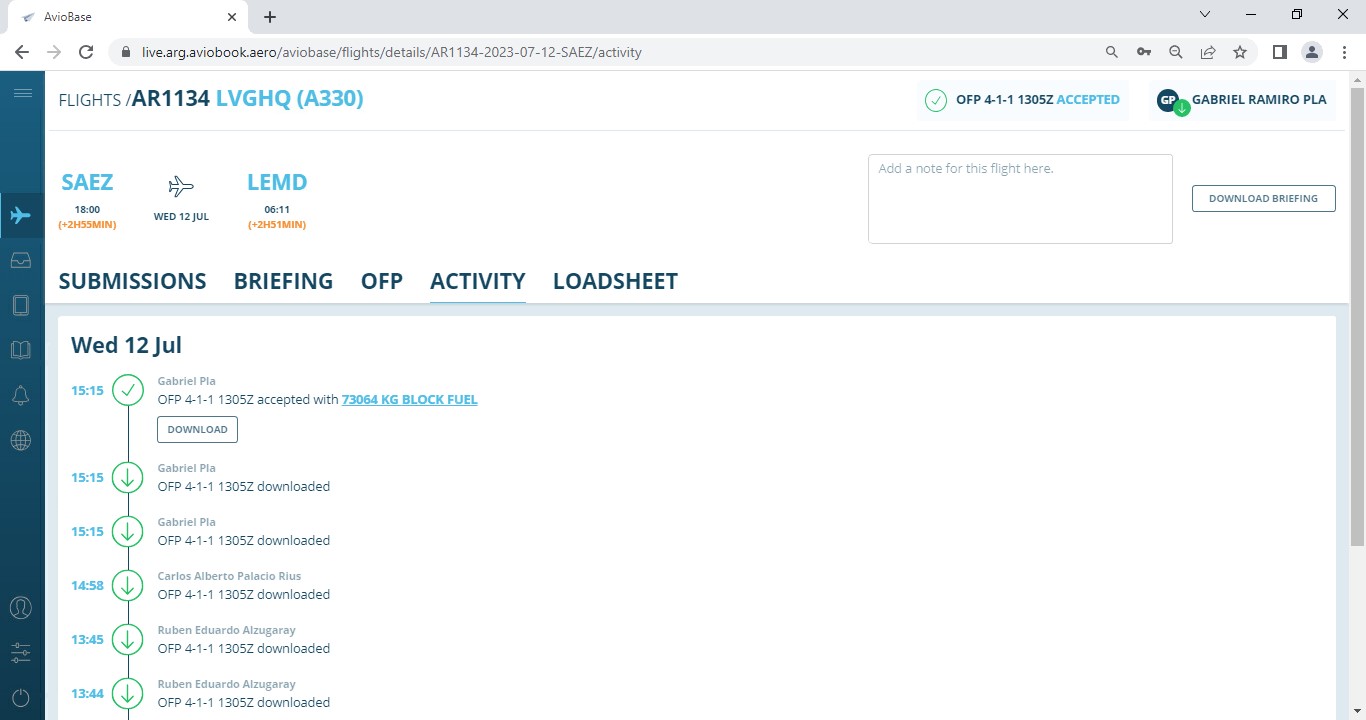 AvioBase
live.arg.aviobook.aero/aviobase/flights/details/AR1134-2023-07-12-SAEZ/activity
FLIGHTS /AR1134 LVGHQ (A330)
OFP 4-1-1 1305Z ACCEPTED
GP
GABRIEL RAMIRO PLA
SAEZ
18:00
(+2H55MIN)
WED 12 JUL
LEMD
06:11
(+2H51MIN)
Add a note for this flight here.
DOWNLOAD BRIEFING
SUBMISSIONS BRIEFING OFP ACTIVITY LOADSHEET
Wed 12 Jul
15:15
Gabriel Pla
OFP 4-1-1 1305Z accepted with 73064 KG BLOCK FUEL
DOWNLOAD
15:15
Gabriel Pla
OFP 4-1-1 1305Z downloaded
15:15
Gabriel Pla
OFP 4-1-1 1305Z downloaded
14:58
Carlos Alberto Palacio Rius
OFP 4-1-1 1305Z downloaded
13:45
Ruben Eduardo Alzugaray
OFP 4-1-1 1305Z downloaded
13:44
Ruben Eduardo Alzugaray
OFP 4-1-1 1305Z downloaded